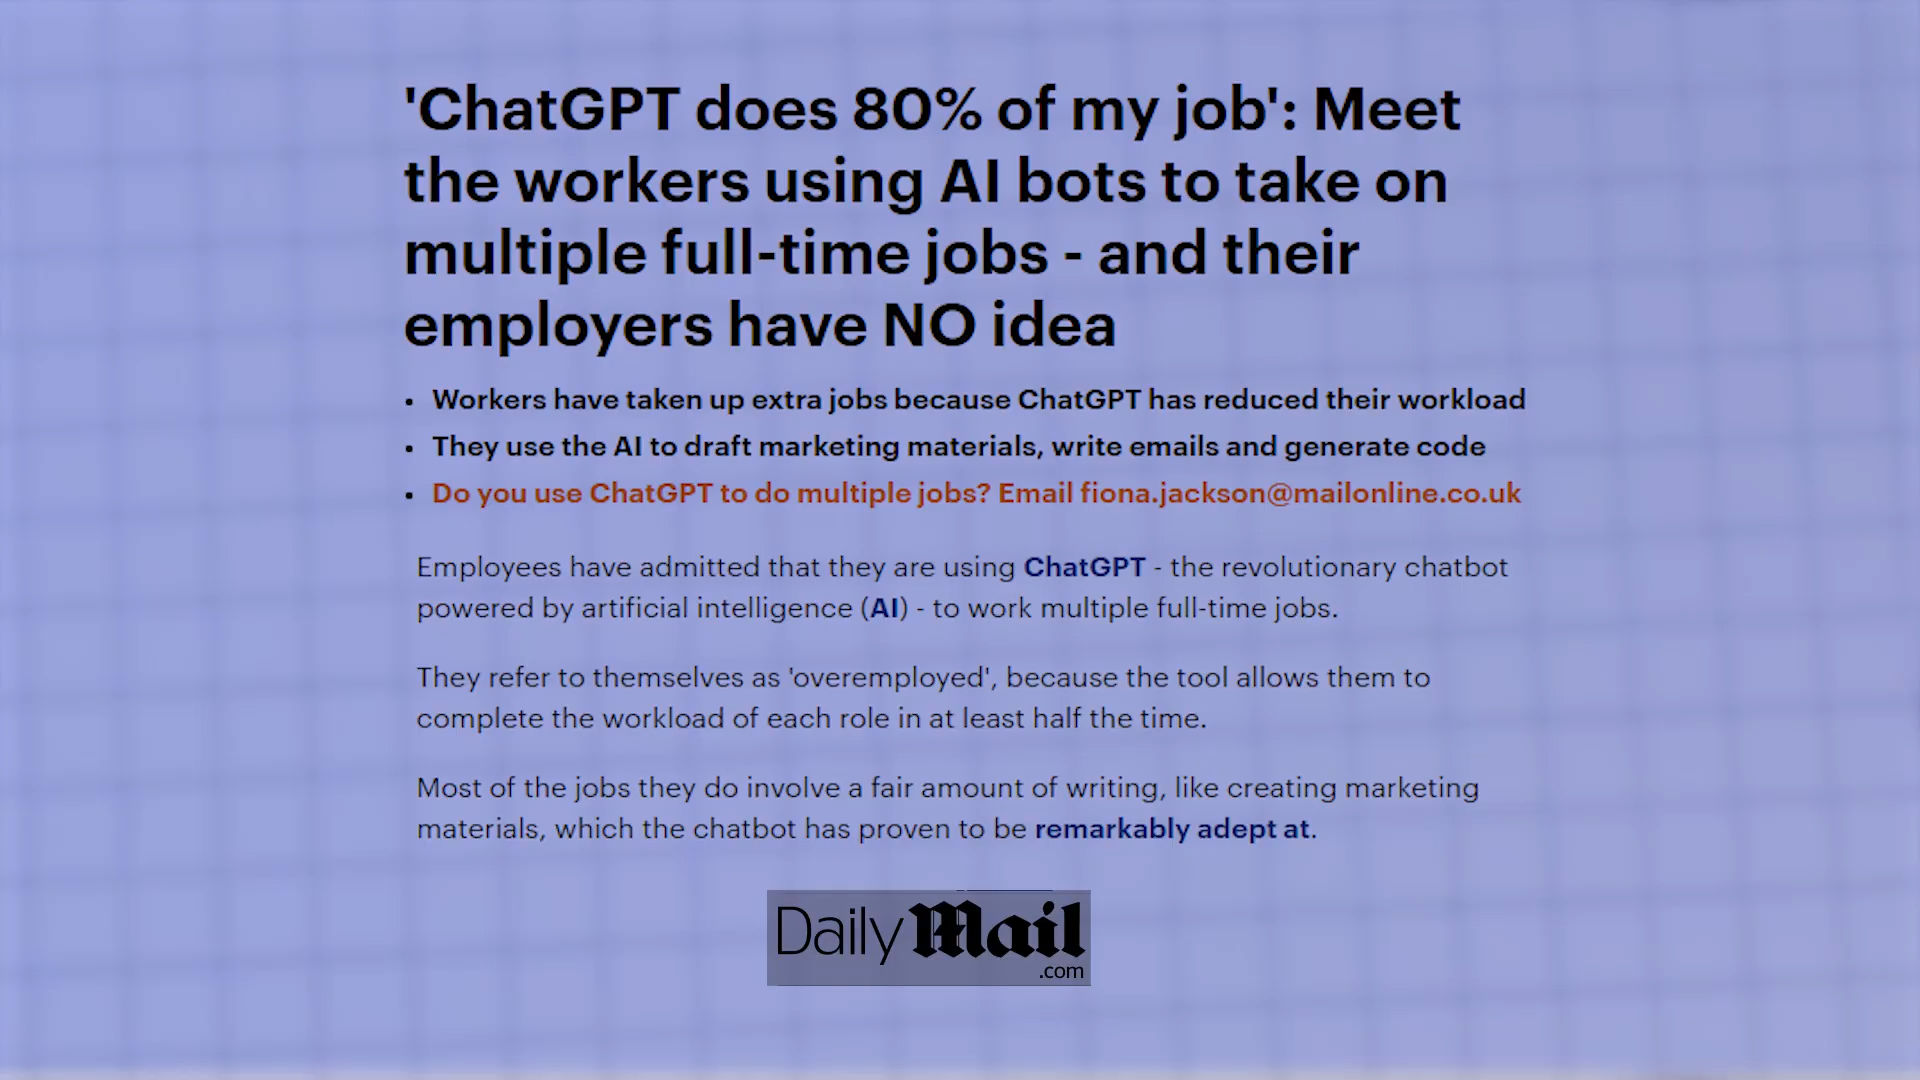 'ChatGPT does 80% of my job': Meet
the workers using AI bots to take on
multiple full-time jobs - and their
employers have NO idea
• Workers have taken up extra jobs because ChatGPT has reduced their workload
• They use the AI to draft marketing materials, write emails and generate code
• Do you use ChatGPT to do multiple jobs? Email fiona.jackson@mailonline.co.uk
Employees have admitted that they are using ChatGPT - the revolutionary chatbot
powered by artificial intelligence (AI) - to work multiple full-time jobs.
They refer to themselves as 'overemployed', because the tool allows them to
complete the workload of each role in at least half the time.
Most of the jobs they do involve a fair amount of writing, like creating marketing
materials, which the chatbot has proven to be remarkably adept at.
Daily Mail
.com